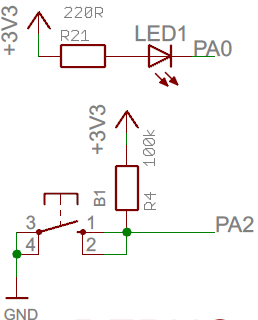 220R
+3V3
R21
LED1
PA0
+3V3
100k
B1
R4
3
1
PA2
4
2
GND